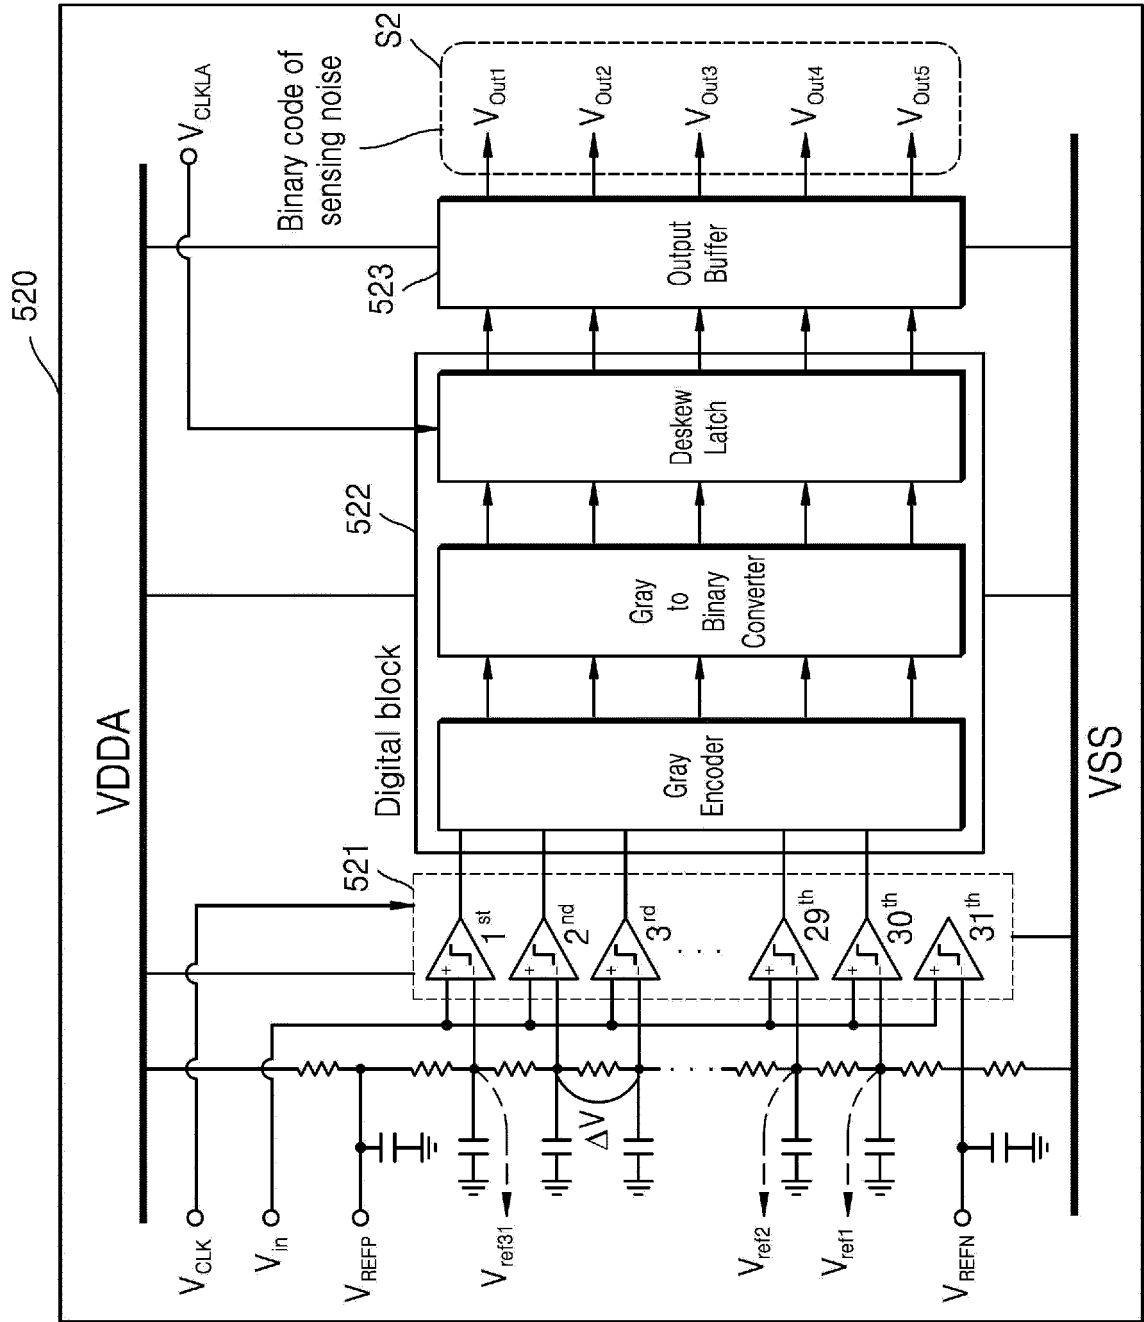 520
VDDA
V_CLK
V_in
V_REFP
V_ref31
ΔV
V_ref2
V_ref1
V_REFN
521
+
-
1st
+
-
2nd
+
-
3rd
. . .
. . .
+
-
29th
+
-
30th
+
-
31th
Digital block
522
Gray
Encoder
Gray
to
Binary
Converter
Deskew
Latch
523
Output
Buffer
V_CLKLA
Binary code of
sensing noise
S2
V_Out1
V_Out2
V_Out3
V_Out4
V_Out5
VSS